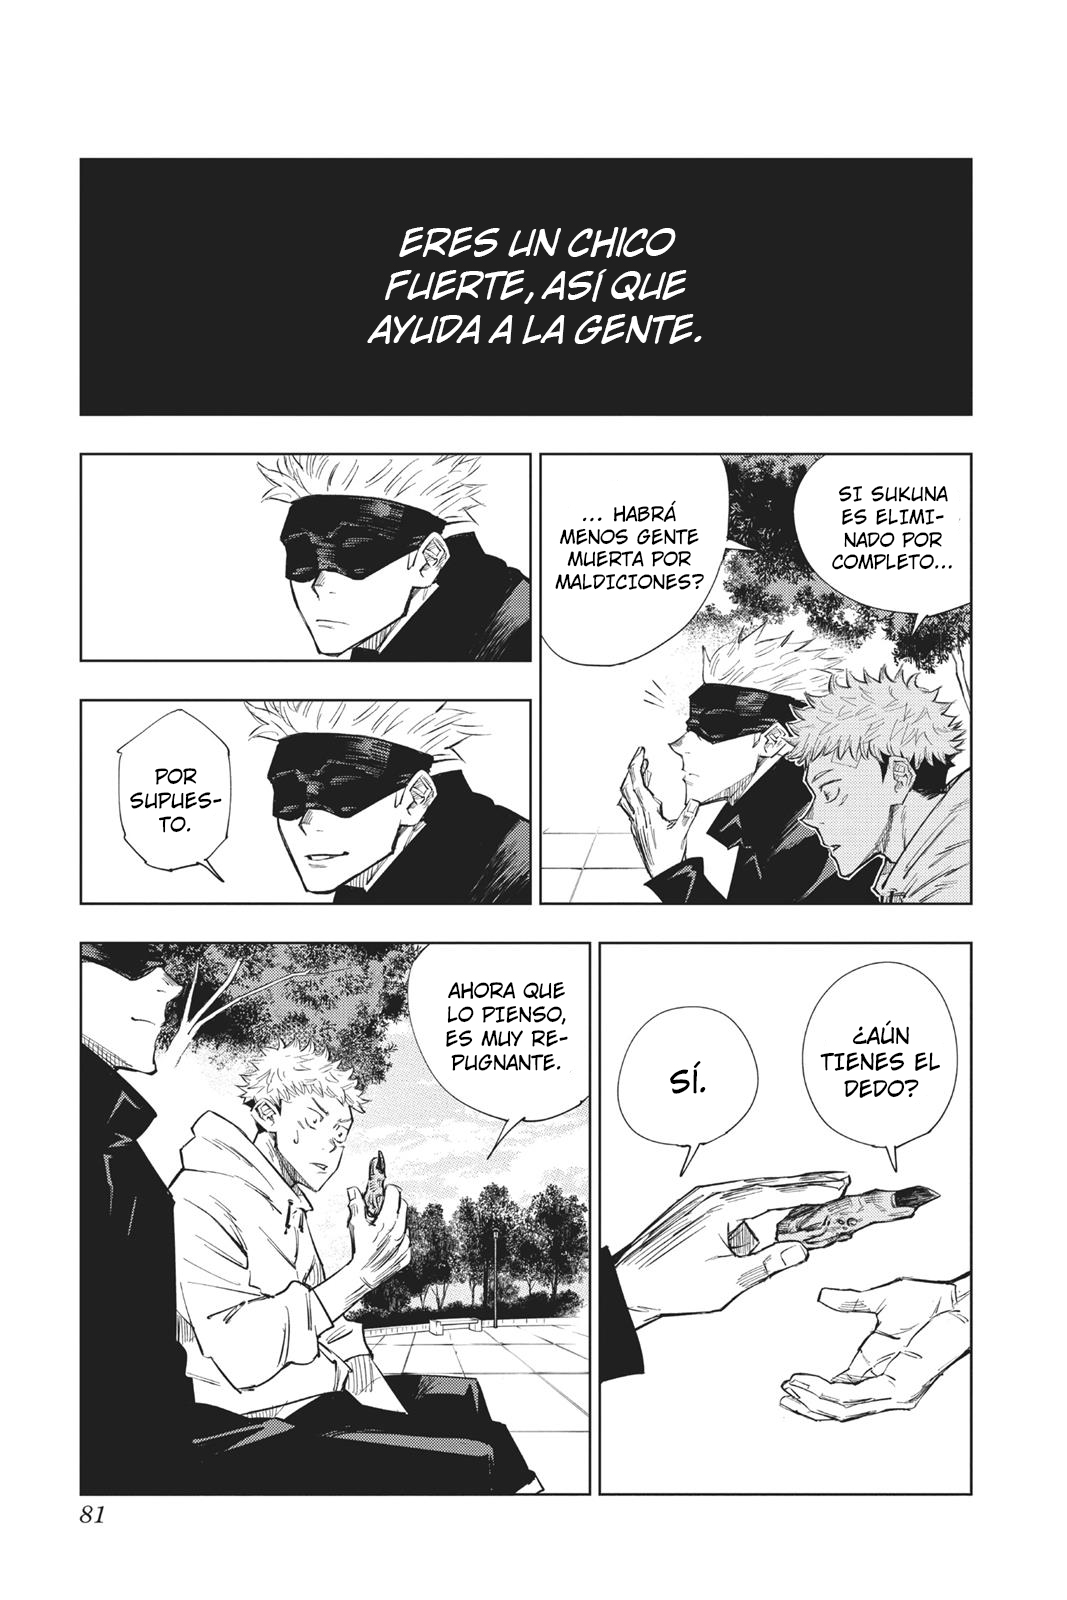 ERES UN CHICO
FUERTE, ASÍ QUE
AYUDA A LA GENTE.
SI SUKUNA
ES ELIMI-
NADO POR
COMPLETO...
... HABRÁ
MENOS GENTE
MUERTA POR
MALDICIONES?
POR
SUPUES-
TO.
¿AÚN
TIENES EL
DEDO?
SÍ.
AHORA QUE
LO PIENSO,
ES MUY RE-
PUGNANTE.
81